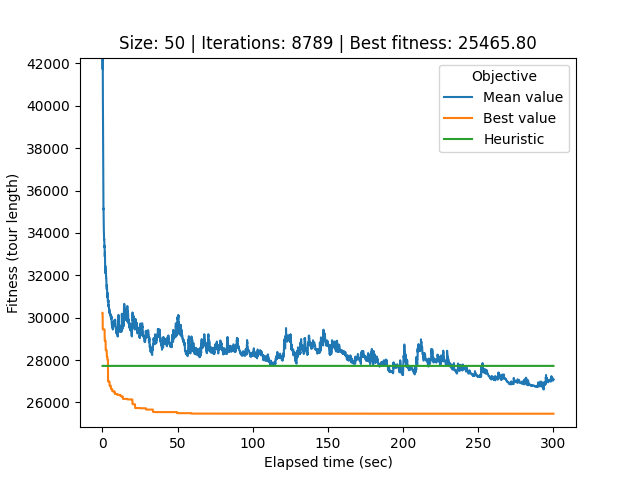 Size: 50 | Iterations: 8789 | Best fitness: 25465.80
Objective
Mean value
Best value
Heuristic
Fitness (tour length)
42000
40000
38000
36000
34000
32000
30000
28000
26000
0
50
100
150
200
250
300
Elapsed time (sec)